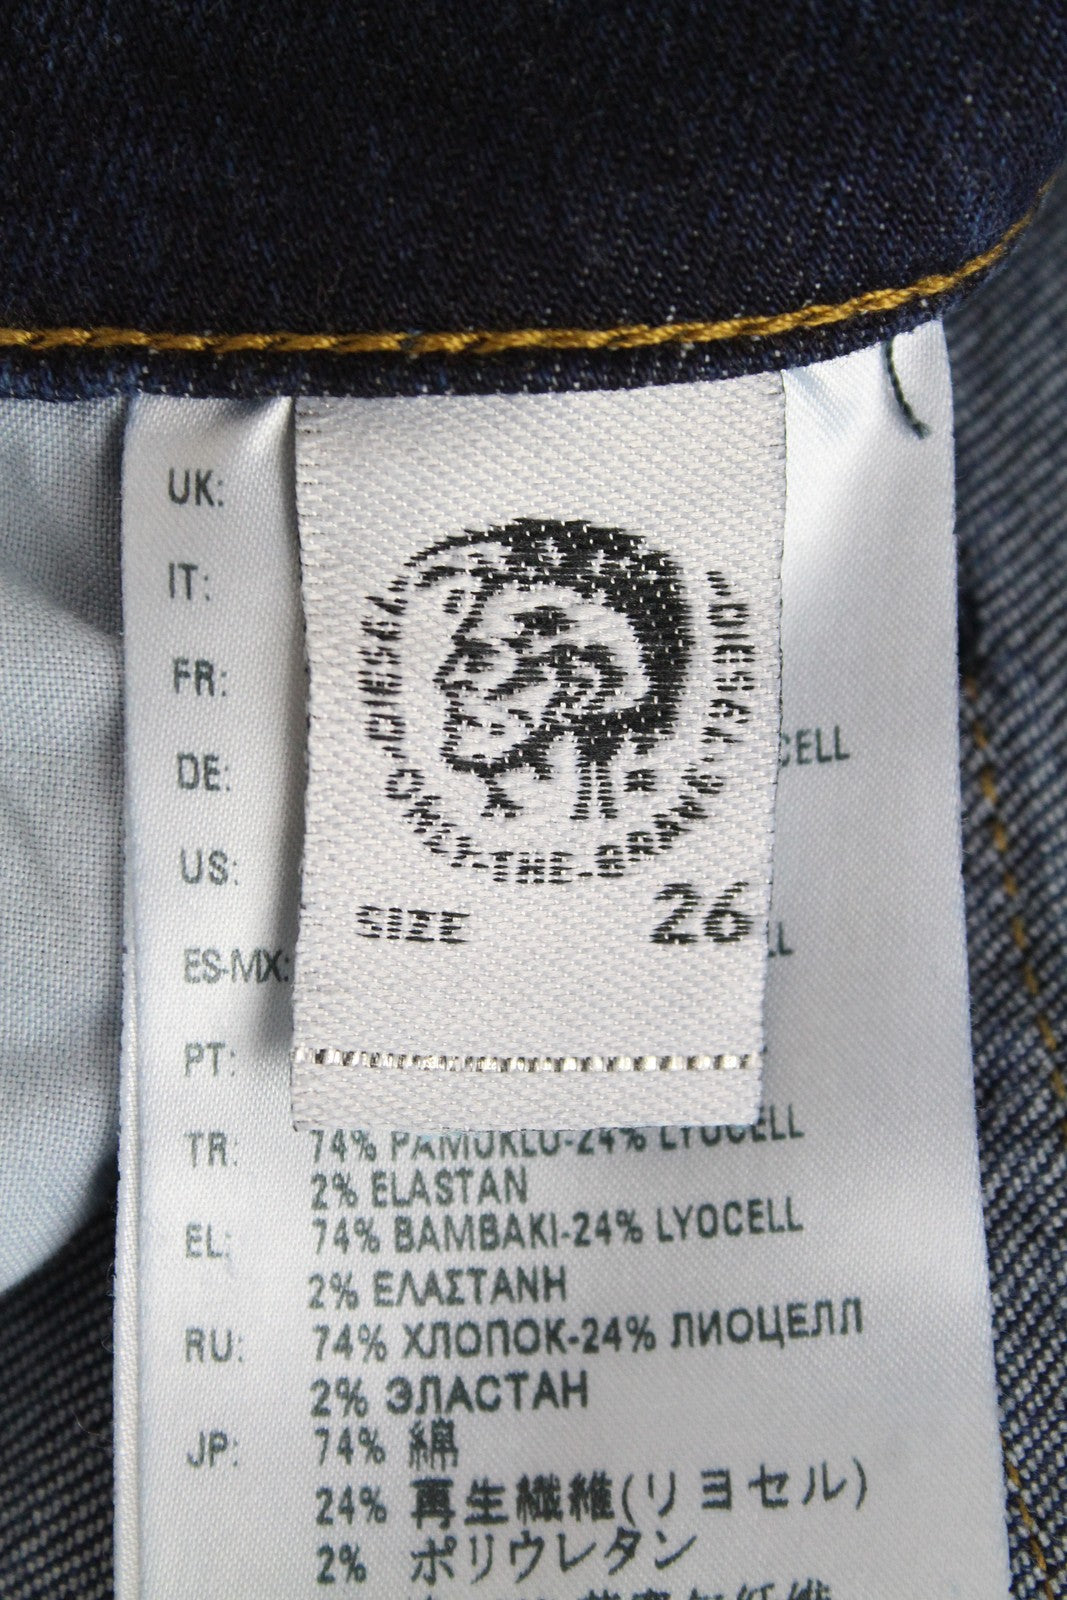 DIESEL
DIESEL
ONLY-THE-BRAVE
SIZE 26
UK:
IT:
FR:
DE:
US:
ES-MX:
PT:
TR: 74% PAMUKLU-24% LYOCELL
2% ELASTAN
EL: 74% BAMBAKI-24% LYOCELL
2% ΕΛΑΣΤΑΝΗ
RU: 74% ХЛОПОК-24% ЛИОЦЕЛЛ
2% ЭЛАСТАН
JP: 74% 綿
24% 再生繊維(リヨセル)
2% ポリウレタン